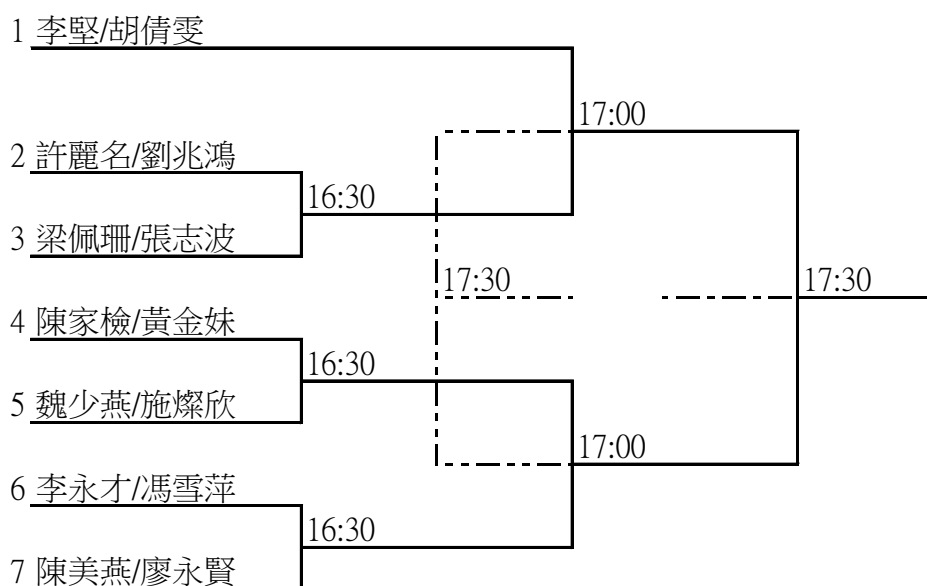 1 李堅/胡倩雯
17:00
2 許麗名/劉兆鴻
16:30
3 梁佩珊/張志波
17:30
17:30
4 陳家檢/黃金妹
16:30
5 魏少燕/施燦欣
17:00
6 李永才/馮雪萍
16:30
7 陳美燕/廖永賢